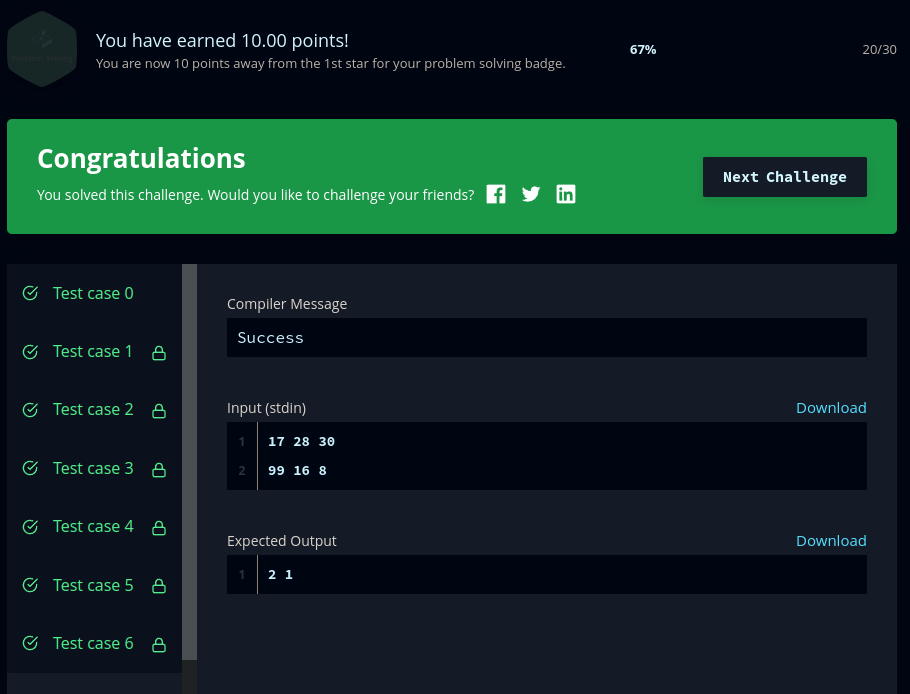 You have earned 10.00 points!
You are now 10 points away from the 1st star for your problem solving badge.
67%
20/30
Congratulations
You solved this challenge. Would you like to challenge your friends?
Next Challenge
Test case 0
Test case 1
Test case 2
Test case 3
Test case 4
Test case 5
Test case 6
Compiler Message
Success
Input (stdin)
Download
1 17 28 30
2 99 16 8
Expected Output
Download
1 2 1